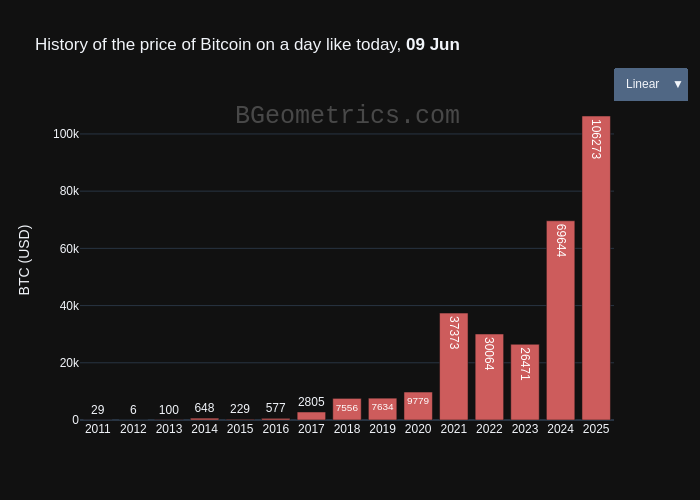 History of the price of Bitcoin on a day like today, 09 Jun
Linear ▼
BGeometrics.com
BTC (USD)
100k
80k
60k
40k
20k
0
29 6 100 648 229 577 2805 7556 7634 9779 37373 30064 26471 69644 106273
2011 2012 2013 2014 2015 2016 2017 2018 2019 2020 2021 2022 2023 2024 2025